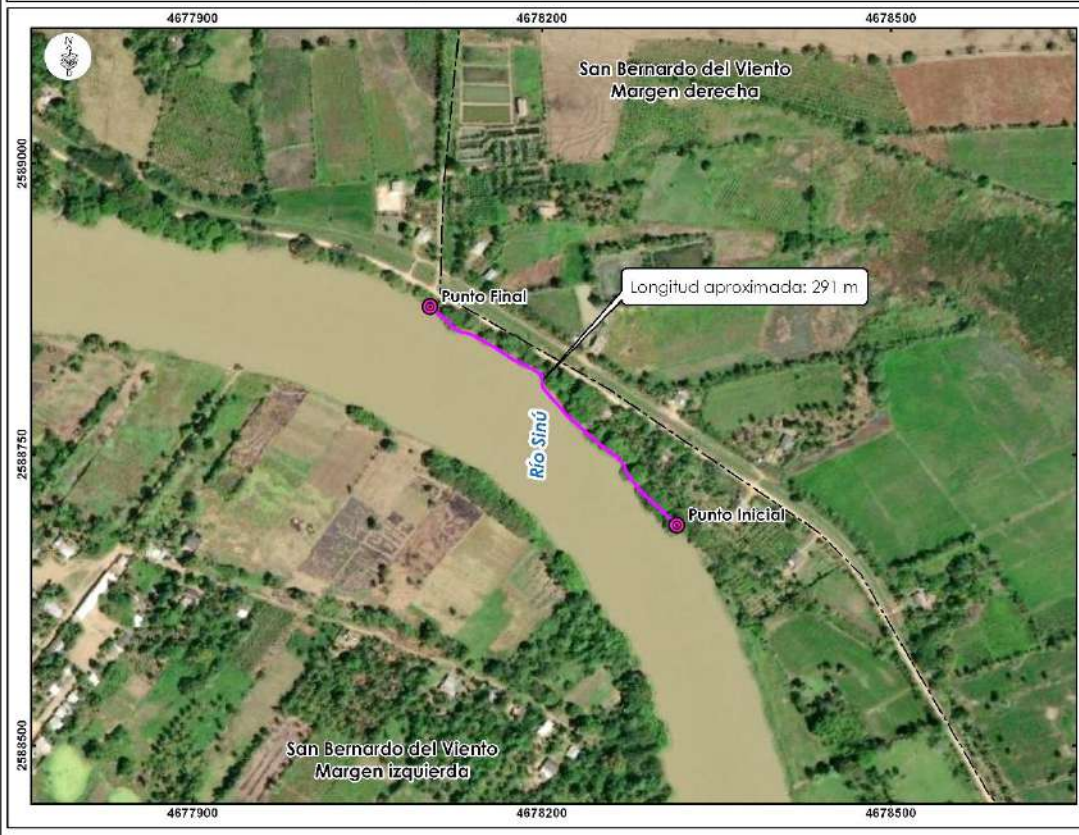 4677900
4678200
4678500
N
San Bernardo del Viento
Margen derecha
2589000
Longitud aproximada: 291 m
Punto Final
2588750
Río Sinú
Punto Inicial
San Bernardo del Viento
Margen izquierda
2588500
4677900
4678200
4678500